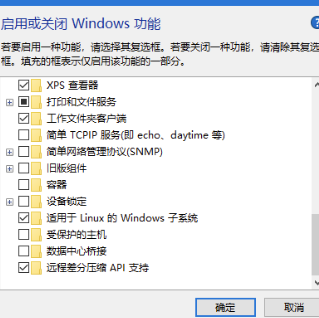 启用或关闭 Windows 功能
若要启用一种功能，请选择其复选框。若要关闭一种功能，请清除其复选
框。填充的框表示仅启用该功能的一部分。
XPS 查看器
打印和文件服务
工作文件夹客户端
简单 TCPIP 服务(即 echo、daytime 等)
简单网络管理协议(SNMP)
旧版组件
容器
设备锁定
适用于 Linux 的 Windows 子系统
受保护的主机
数据中心桥接
远程差分压缩 API 支持
确定
取消